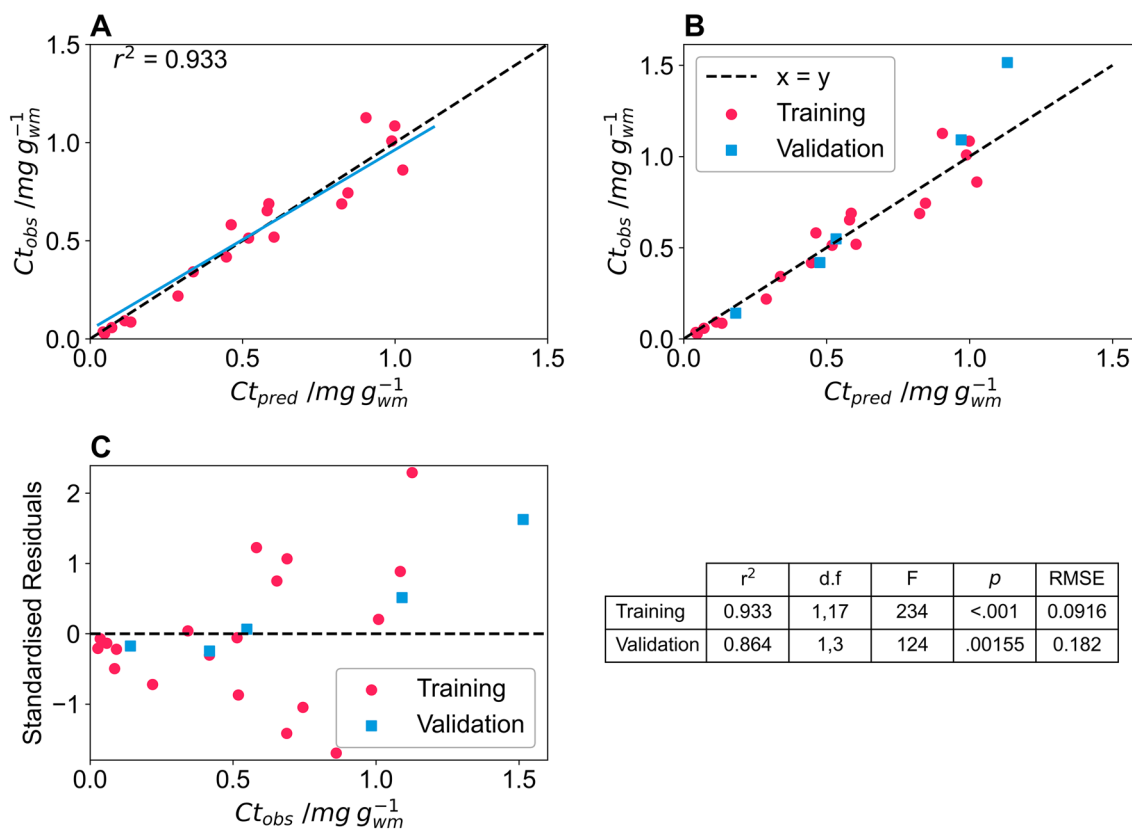 A
r² = 0.933
1.5
1.0
0.5
0.0
0.0 0.5 1.0 1.5
Ct_obs /mg g_wm^-1
Ct_pred /mg g_wm^-1
B
x = y
Training
Validation
1.5
1.0
0.5
0.0
0.0 0.5 1.0 1.5
Ct_obs /mg g_wm^-1
Ct_pred /mg g_wm^-1
C
2
1
0
−1
0.0 0.5 1.0 1.5
Standardised Residuals
Ct_obs /mg g_wm^-1
Training
Validation
r² d.f F p RMSE
Training 0.933 1,17 234 <.001 0.0916
Validation 0.864 1,3 124 .00155 0.182